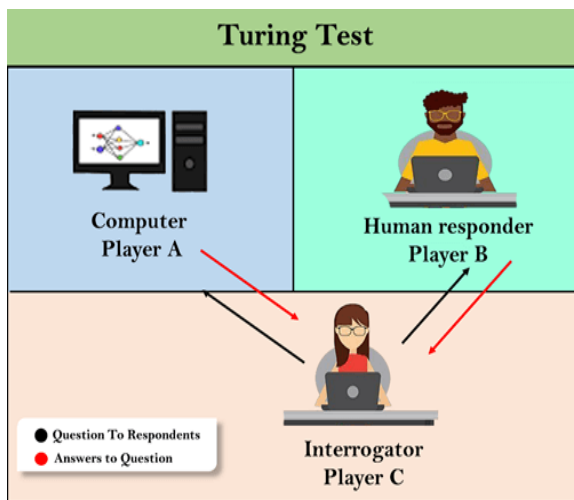 Turing Test
Computer
Player A
Human responder
Player B
Question To Respondents
Answers to Question
Interrogator
Player C